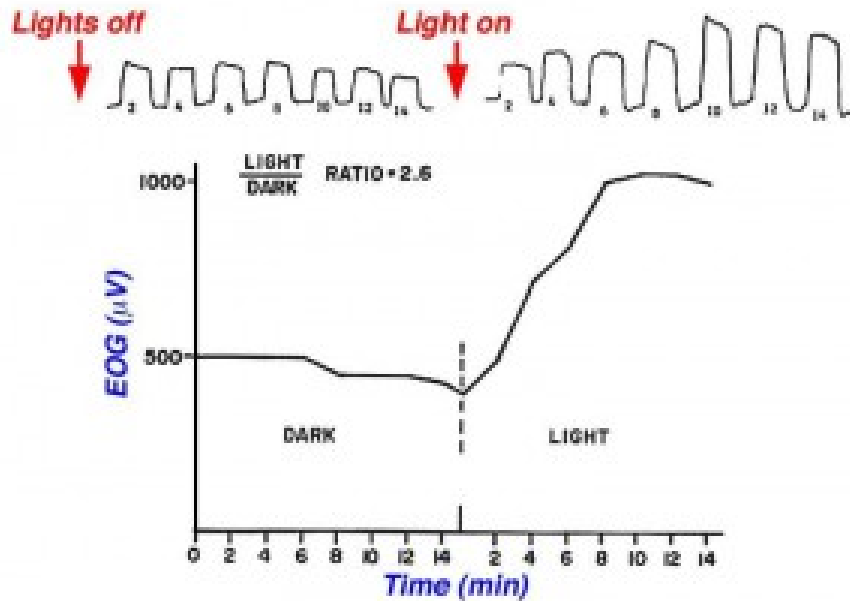 Lights off
Light on
2 4 6 8 10 12 14
2 4 6 8 10 12 14
LIGHT
DARK
RATIO = 2.6
1000
500
EOG (µV)
DARK
LIGHT
0 2 4 6 8 10 12 14 2 4 6 8 10 12 14
Time (min)